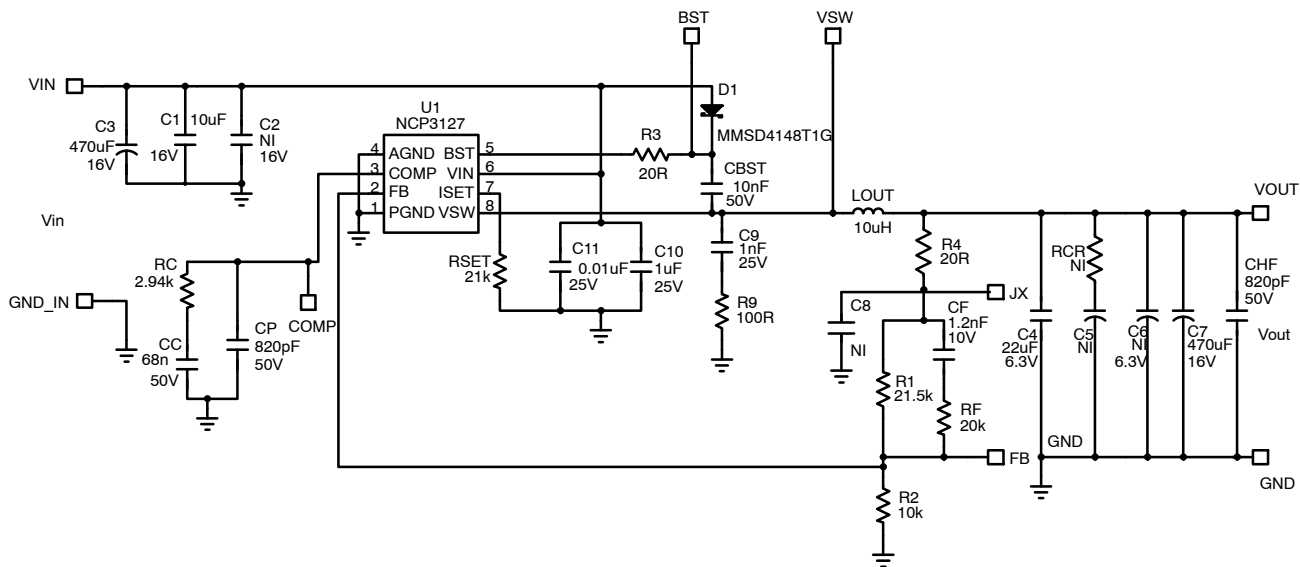 BST
VSW
VIN
C3
470uF
16V
C1
10uF
16V
C2
NI
16V
U1
NCP3127
4 AGND BST 5
3 COMP VIN 6
2 FB ISET 7
1 PGND VSW 8
D1
MMSD4148T1G
R3
20R
CBST
10nF
50V
LOUT
10uH
VOUT
Vin
GND_IN
RC
2.94k
CC
68n
50V
CP
820pF
50V
COMP
RSET
21k
C11
0.01uF
25V
C10
1uF
25V
C9
1nF
25V
R9
100R
R4
20R
JX
C8
NI
CF
1.2nF
10V
R1
21.5k
RF
20k
FB
R2
10k
C4
22uF
6.3V
RCR
NI
C5
NI
C6
NI
6.3V
C7
470uF
16V
CHF
820pF
50V
Vout
GND
GND